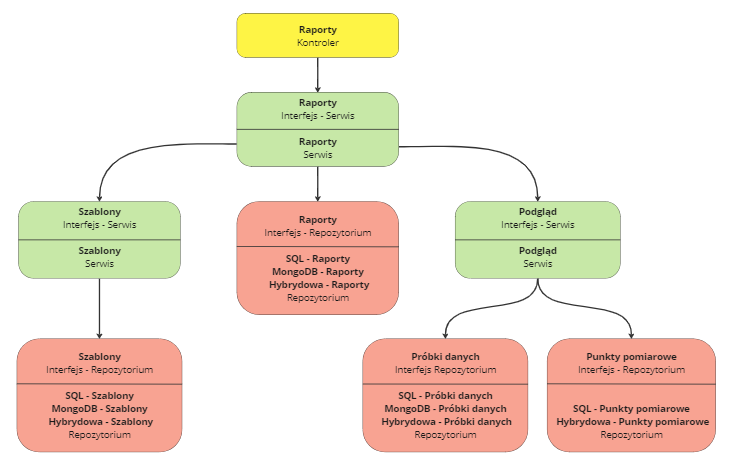 Raporty
Kontroler
Raporty
Interfejs - Serwis
Raporty
Serwis
Szablony
Interfejs - Serwis
Szablony
Serwis
Raporty
Interfejs - Repozytorium
SQL - Raporty
MongoDB - Raporty
Hybrydowa - Raporty
Repozytorium
Podgląd
Interfejs - Serwis
Podgląd
Serwis
Szablony
Interfejs - Repozytorium
SQL - Szablony
MongoDB - Szablony
Hybrydowa - Szablony
Repozytorium
Próbki danych
Interfejs Repozytorium
SQL - Próbki danych
MongoDB - Próbki danych
Hybrydowa - Próbki danych
Repozytorium
Punkty pomiarowe
Interfejs - Repozytorium
SQL - Punkty pomiarowe
Hybrydowa - Punkty pomiarowe
Repozytorium